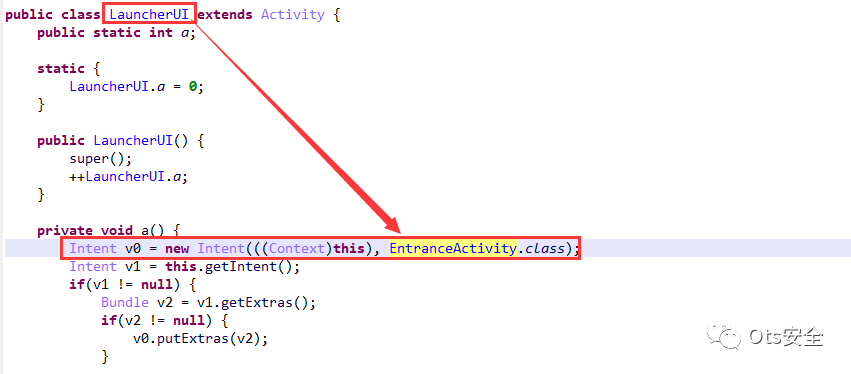 public class LauncherUI extends Activity {
    public static int a;

    static {
        LauncherUI.a = 0;
    }

    public LauncherUI() {
        super();
        ++LauncherUI.a;
    }

    private void a() {
        Intent v0 = new Intent(((Context)this), EntranceActivity.class);
        Intent v1 = this.getIntent();
        if(v1 != null) {
            Bundle v2 = v1.getExtras();
            if(v2 != null) {
                v0.putExtras(v2);
            }
Ots安全